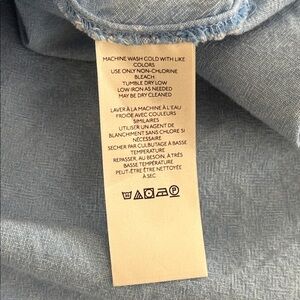 MACHINE WASH COLD WITH LIKE
COLORS
USE ONLY NON-CHLORINE
BLEACH.
TUMBLE DRY LOW
LOW IRON AS NEEDED
MAY BE DRY CLEANED
LAVER À LA MACHINE À L'EAU
FROIDE AVEC COULEURS
SIMILAIRES
UTILISER UN AGENT DE
BLANCHIMENT SANS CHLORE SI
NÉCESSAIRE
SECHER PAR CULBUTAGE À BASSE
TEMPÉRATURE
REPASSER, AU BESOIN, À TRÈS
BASSE TEMPÉRATURE
PEUT-ÊTRE ÊTRE NETTOYÉE
À SEC